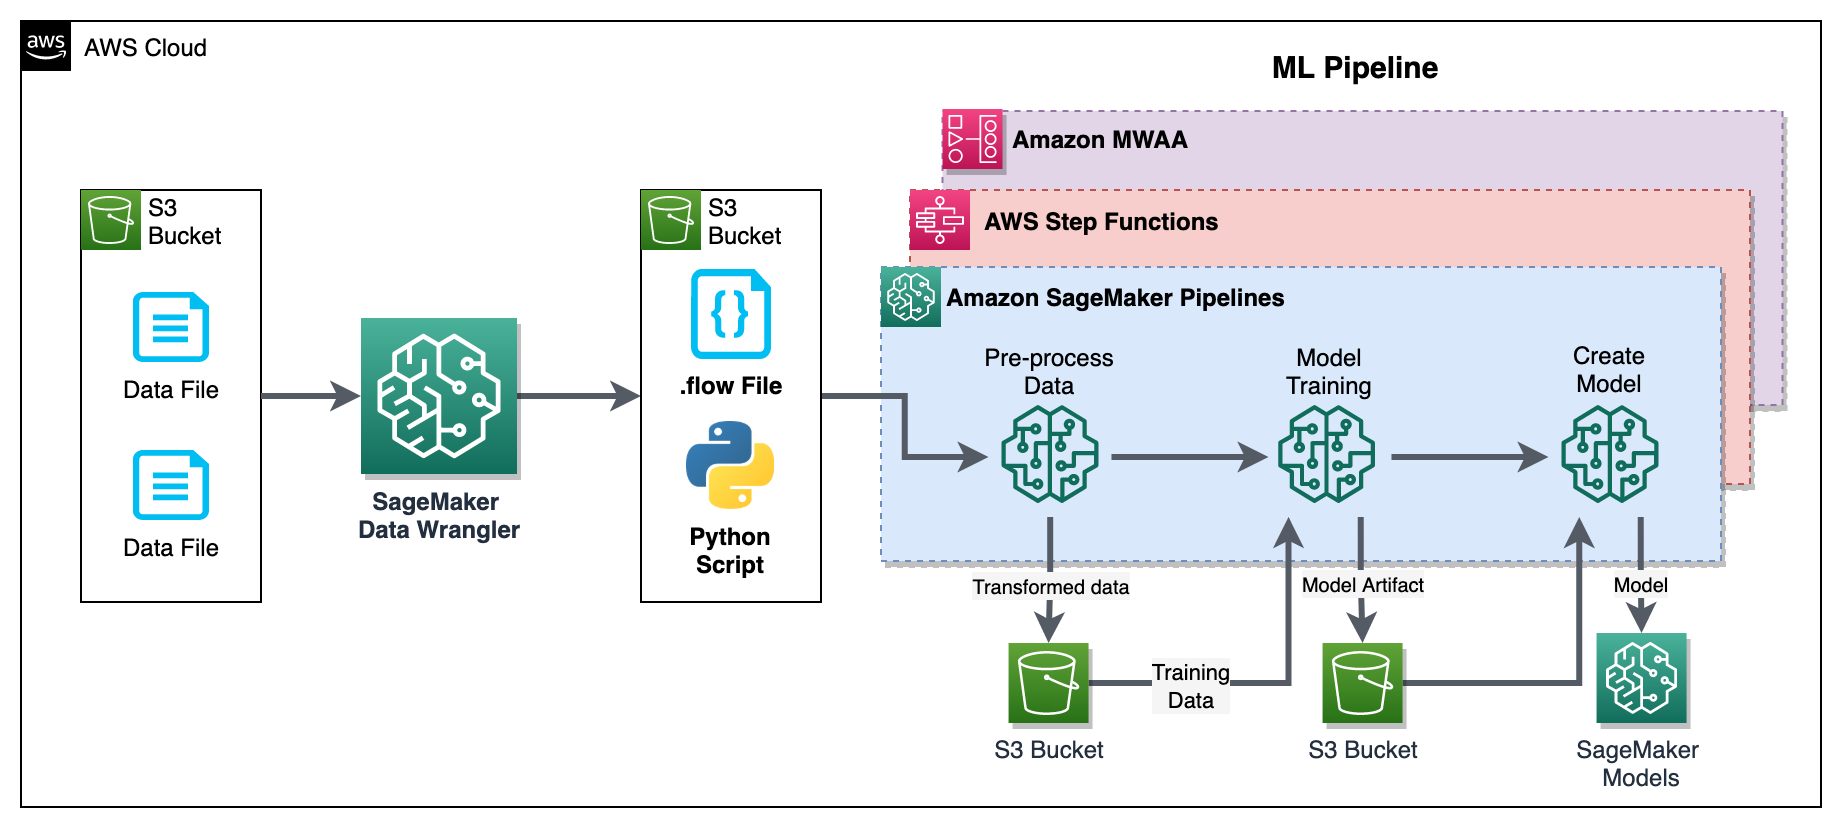 aws
AWS Cloud
ML Pipeline
Amazon MWAA
AWS Step Functions
Amazon SageMaker Pipelines
S3
Bucket
Data File
Data File
SageMaker
Data Wrangler
S3
Bucket
{}
.flow File
Python
Script
Pre-process
Data
Model
Training
Create
Model
Transformed data
Model Artifact
Model
Training
Data
S3 Bucket
S3 Bucket
SageMaker
Models